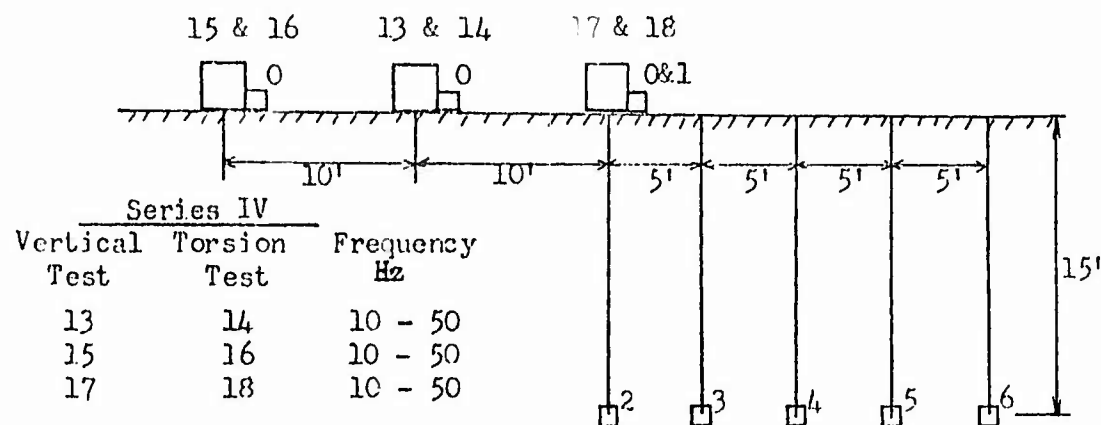 15 & 16 13 & 14 17 & 18
0 0 0&1
10' 10' 5' 5' 5' 5'
15'
Series IV
Vertical Torsion Frequency
Test Test Hz
13 14 10 - 50
15 16 10 - 50
17 18 10 - 50
2 3 4 5 6